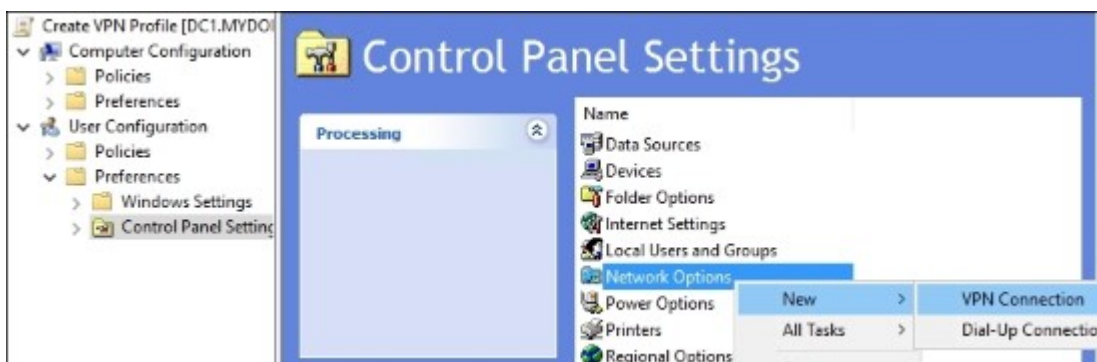 Create VPN Profile [DC1.MYDO
Computer Configuration
Policies
Preferences
User Configuration
Policies
Preferences
Windows Settings
Control Panel Setting
Control Panel Settings
Processing
Name
Data Sources
Devices
Folder Options
Internet Settings
Local Users and Groups
Network Options
Power Options
Printers
Regional Options
New
All Tasks
VPN Connection
Dial-Up Connectio